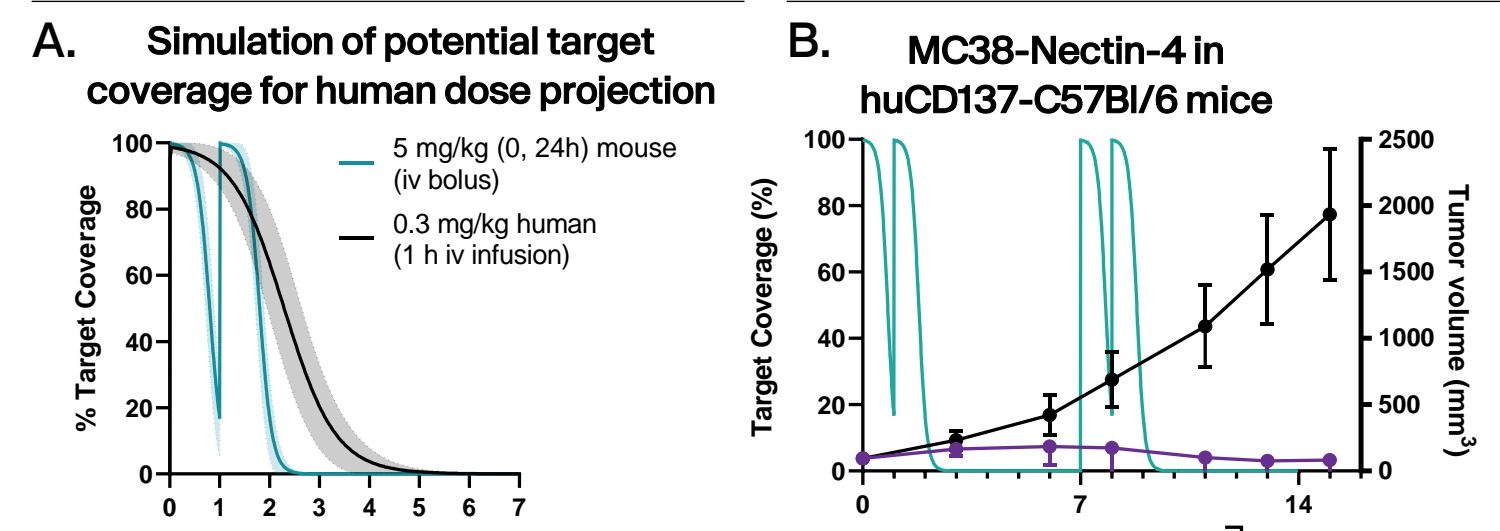 A.
Simulation of potential target
coverage for human dose projection
100
80
60
40
20
0
% Target Coverage
0 1 2 3 4 5 6 7
5 mg/kg (0, 24h) mouse
(iv bolus)
0.3 mg/kg human
(1 h iv infusion)
B.
MC38-Nectin-4 in
huCD137-C57Bl/6 mice
100
80
60
40
20
0
Target Coverage (%)
0 7 14
2500
2000
1500
1000
500
0
Tumor volume (mm³)